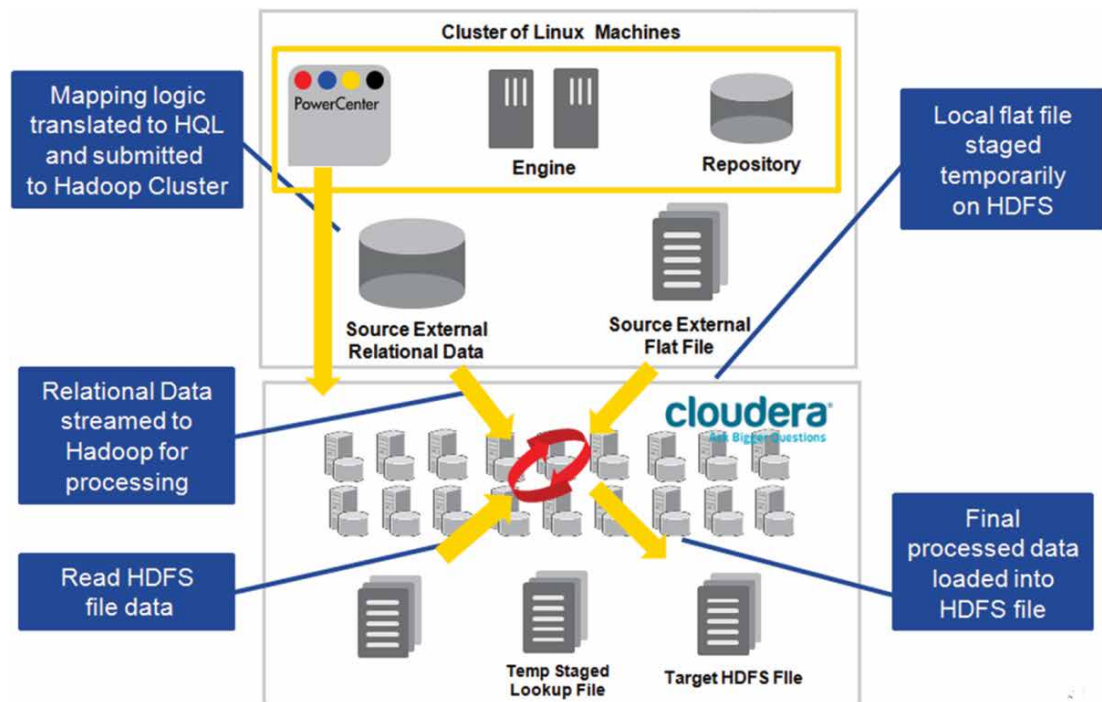 Cluster of Linux Machines
Mapping logic
translated to HQL
and submitted
to Hadoop Cluster
PowerCenter
Engine
Repository
Local flat file
staged
temporarily
on HDFS
Source External
Relational Data
Source External
Flat File
Relational Data
streamed to
Hadoop for
processing
cloudera®
Ask Bigger Questions
Read HDFS
file data
Final
processed data
loaded into
HDFS file
Temp Staged
Lookup File
Target HDFS FIle